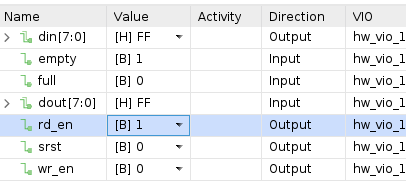 Name Value Activity Direction VIO
din[7:0] [H] FF Output hw_vio_1
empty [B] 1 Input hw_vio_1
full [B] 0 Input hw_vio_1
dout[7:0] [H] FF Input hw_vio_1
rd_en [B] 1 Output hw_vio_1
srst [B] 0 Output hw_vio_1
wr_en [B] 0 Output hw_vio_1